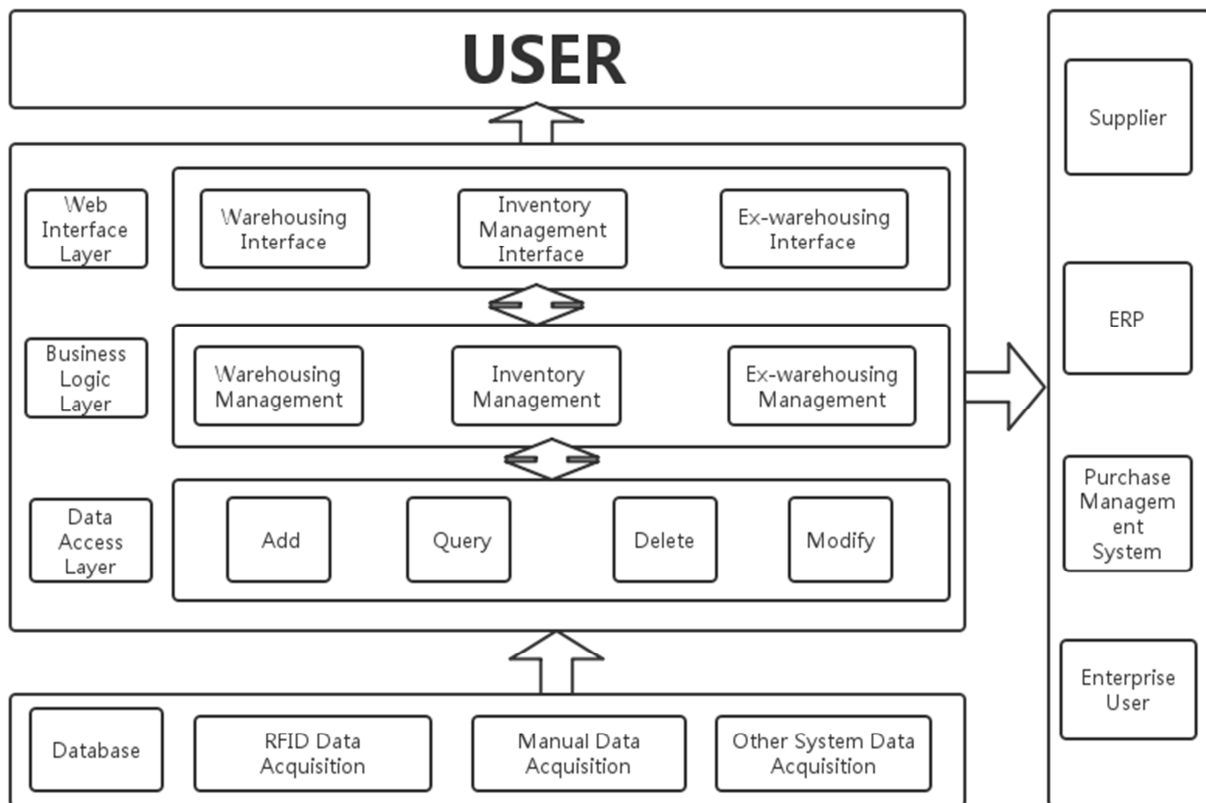 USER
Web
Interface
Layer
Warehousing
Interface
Inventory
Management
Interface
Ex-warehousing
Interface
Business
Logic
Layer
Warehousing
Management
Inventory
Management
Ex-warehousing
Management
Data
Access
Layer
Add
Query
Delete
Modify
Database
RFID Data
Acquisition
Manual Data
Acquisition
Other System Data
Acquisition
Supplier
ERP
Purchase
Managem
ent
System
Enterprise
User